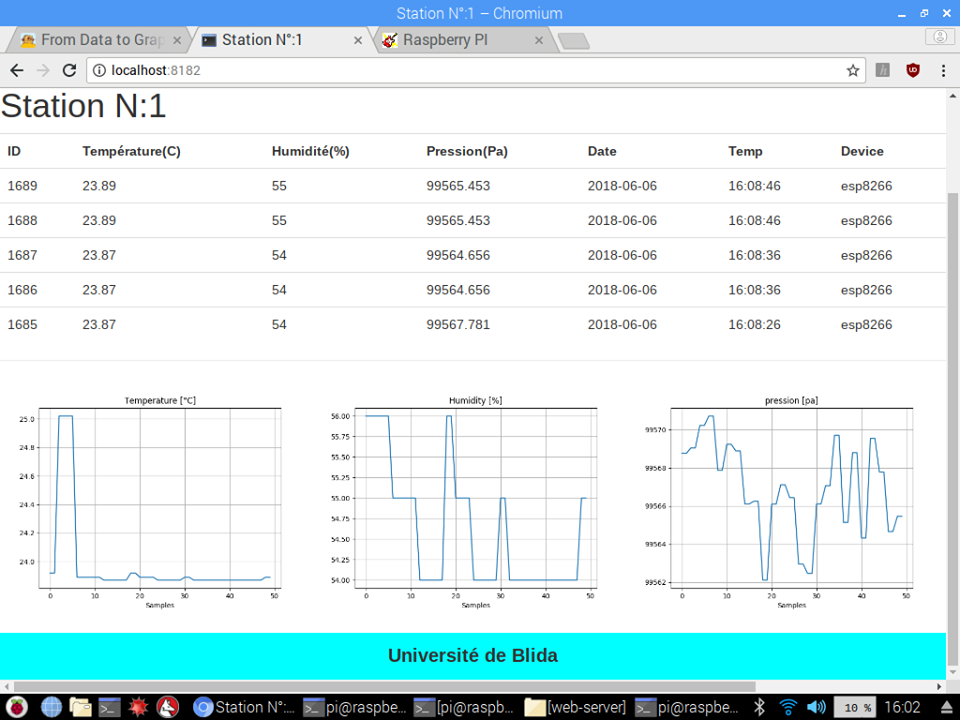 Station N°:1 – Chromium
From Data to Grap
Station N°:1
Raspberry PI
localhost:8182
Station N:1
ID Température(C) Humidité(%) Pression(Pa) Date Temp Device
1689 23.89 55 99565.453 2018-06-06 16:08:46 esp8266
1688 23.89 55 99565.453 2018-06-06 16:08:46 esp8266
1687 23.87 54 99564.656 2018-06-06 16:08:36 esp8266
1686 23.87 54 99564.656 2018-06-06 16:08:36 esp8266
1685 23.87 54 99567.781 2018-06-06 16:08:26 esp8266
Temperature [°C]
25.0
24.8
24.6
24.4
24.2
24.0
0 10 20 30 40 50
Samples
Humidity [%]
56.00
55.75
55.50
55.25
55.00
54.75
54.50
54.25
54.00
0 10 20 30 40 50
Samples
pression [pa]
99570
99568
99566
99564
99562
0 10 20 30 40 50
Samples
Université de Blida
Station N°:... pi@raspbe... [pi@raspb... [web-server] pi@raspbe... 10 % 16:02